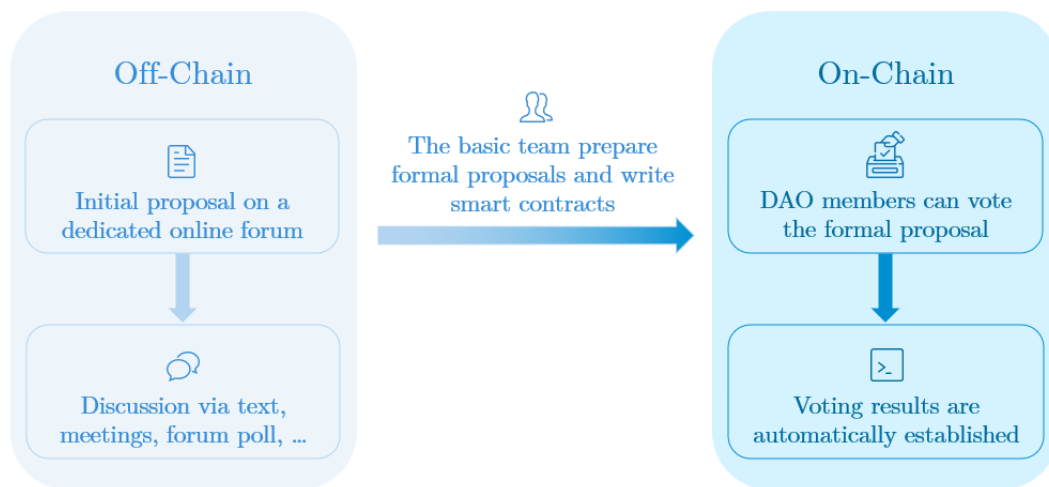 Off-Chain
Initial proposal on a
dedicated online forum
Discussion via text,
meetings, forum poll, ...
The basic team prepare
formal proposals and write
smart contracts
On-Chain
DAO members can vote
the formal proposal
Voting results are
automatically established